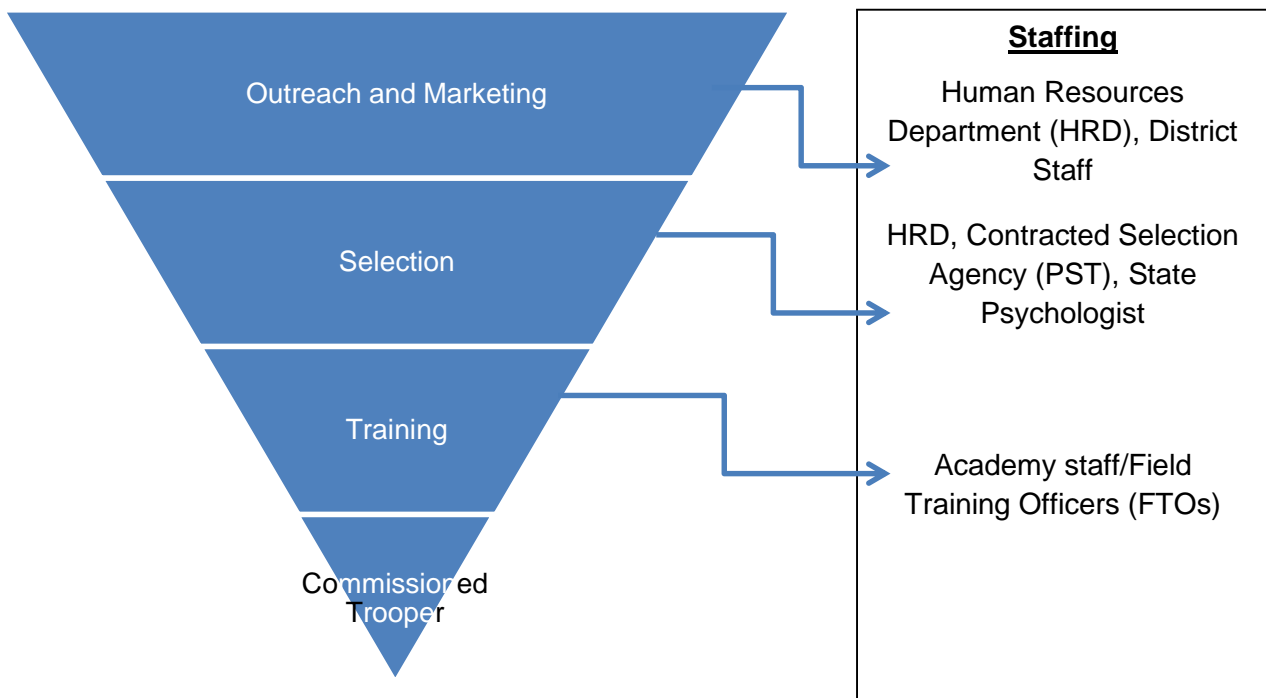 Outreach and Marketing
Selection
Training
Commissioned
Trooper
Staffing
Human Resources
Department (HRD), District
Staff
HRD, Contracted Selection
Agency (PST), State
Psychologist
Academy staff/Field
Training Officers (FTOs)